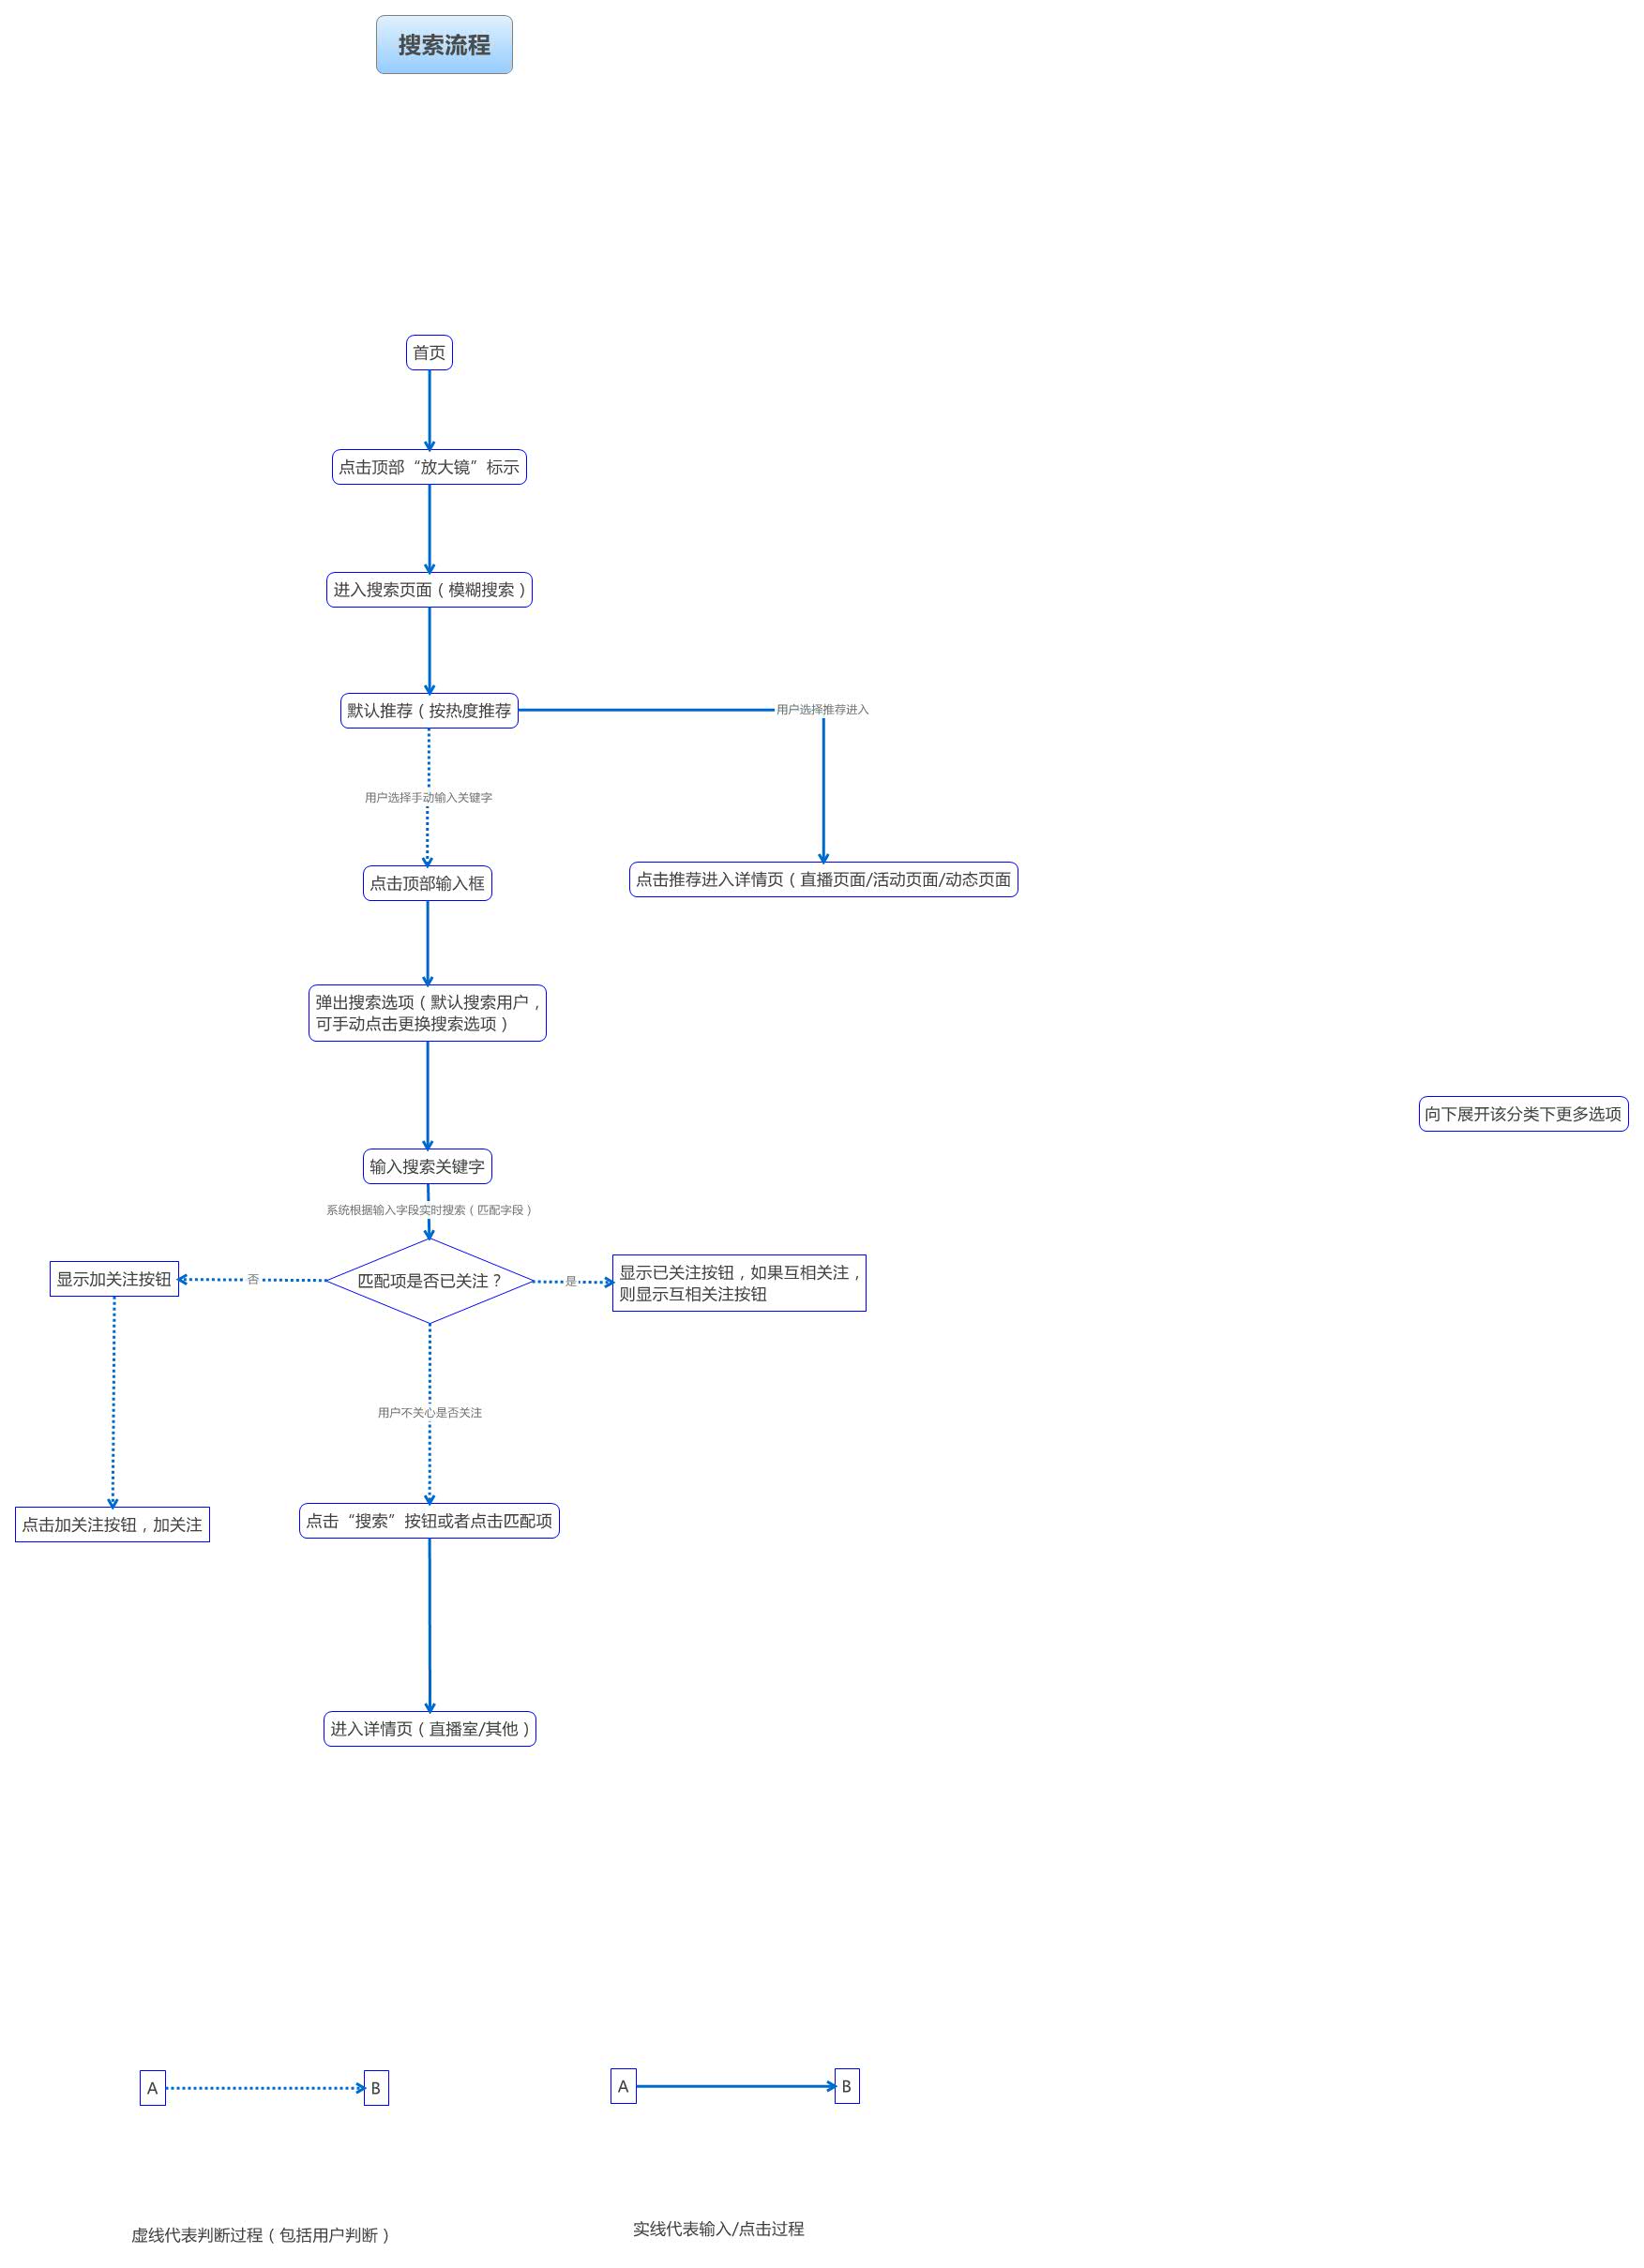 搜索流程
首页
点击顶部“放大镜”标示
进入搜索页面（模糊搜索）
默认推荐（按热度推荐
用户选择推荐进入
用户选择手动输入关键字
点击顶部输入框
点击推荐进入详情页（直播页面/活动页面/动态页面
弹出搜索选项（默认搜索用户，
可手动点击更换搜索选项）
向下展开该分类下更多选项
输入搜索关键字
系统根据输入字段实时搜索（匹配字段）
显示加关注按钮
否
匹配项是否已关注？
是
显示已关注按钮，如果互相关注，
则显示互相关注按钮
用户不关心是否关注
点击加关注按钮，加关注
点击“搜索”按钮或者点击匹配项
进入详情页（直播室/其他）
A
B
A
B
虚线代表判断过程（包括用户判断）
实线代表输入/点击过程